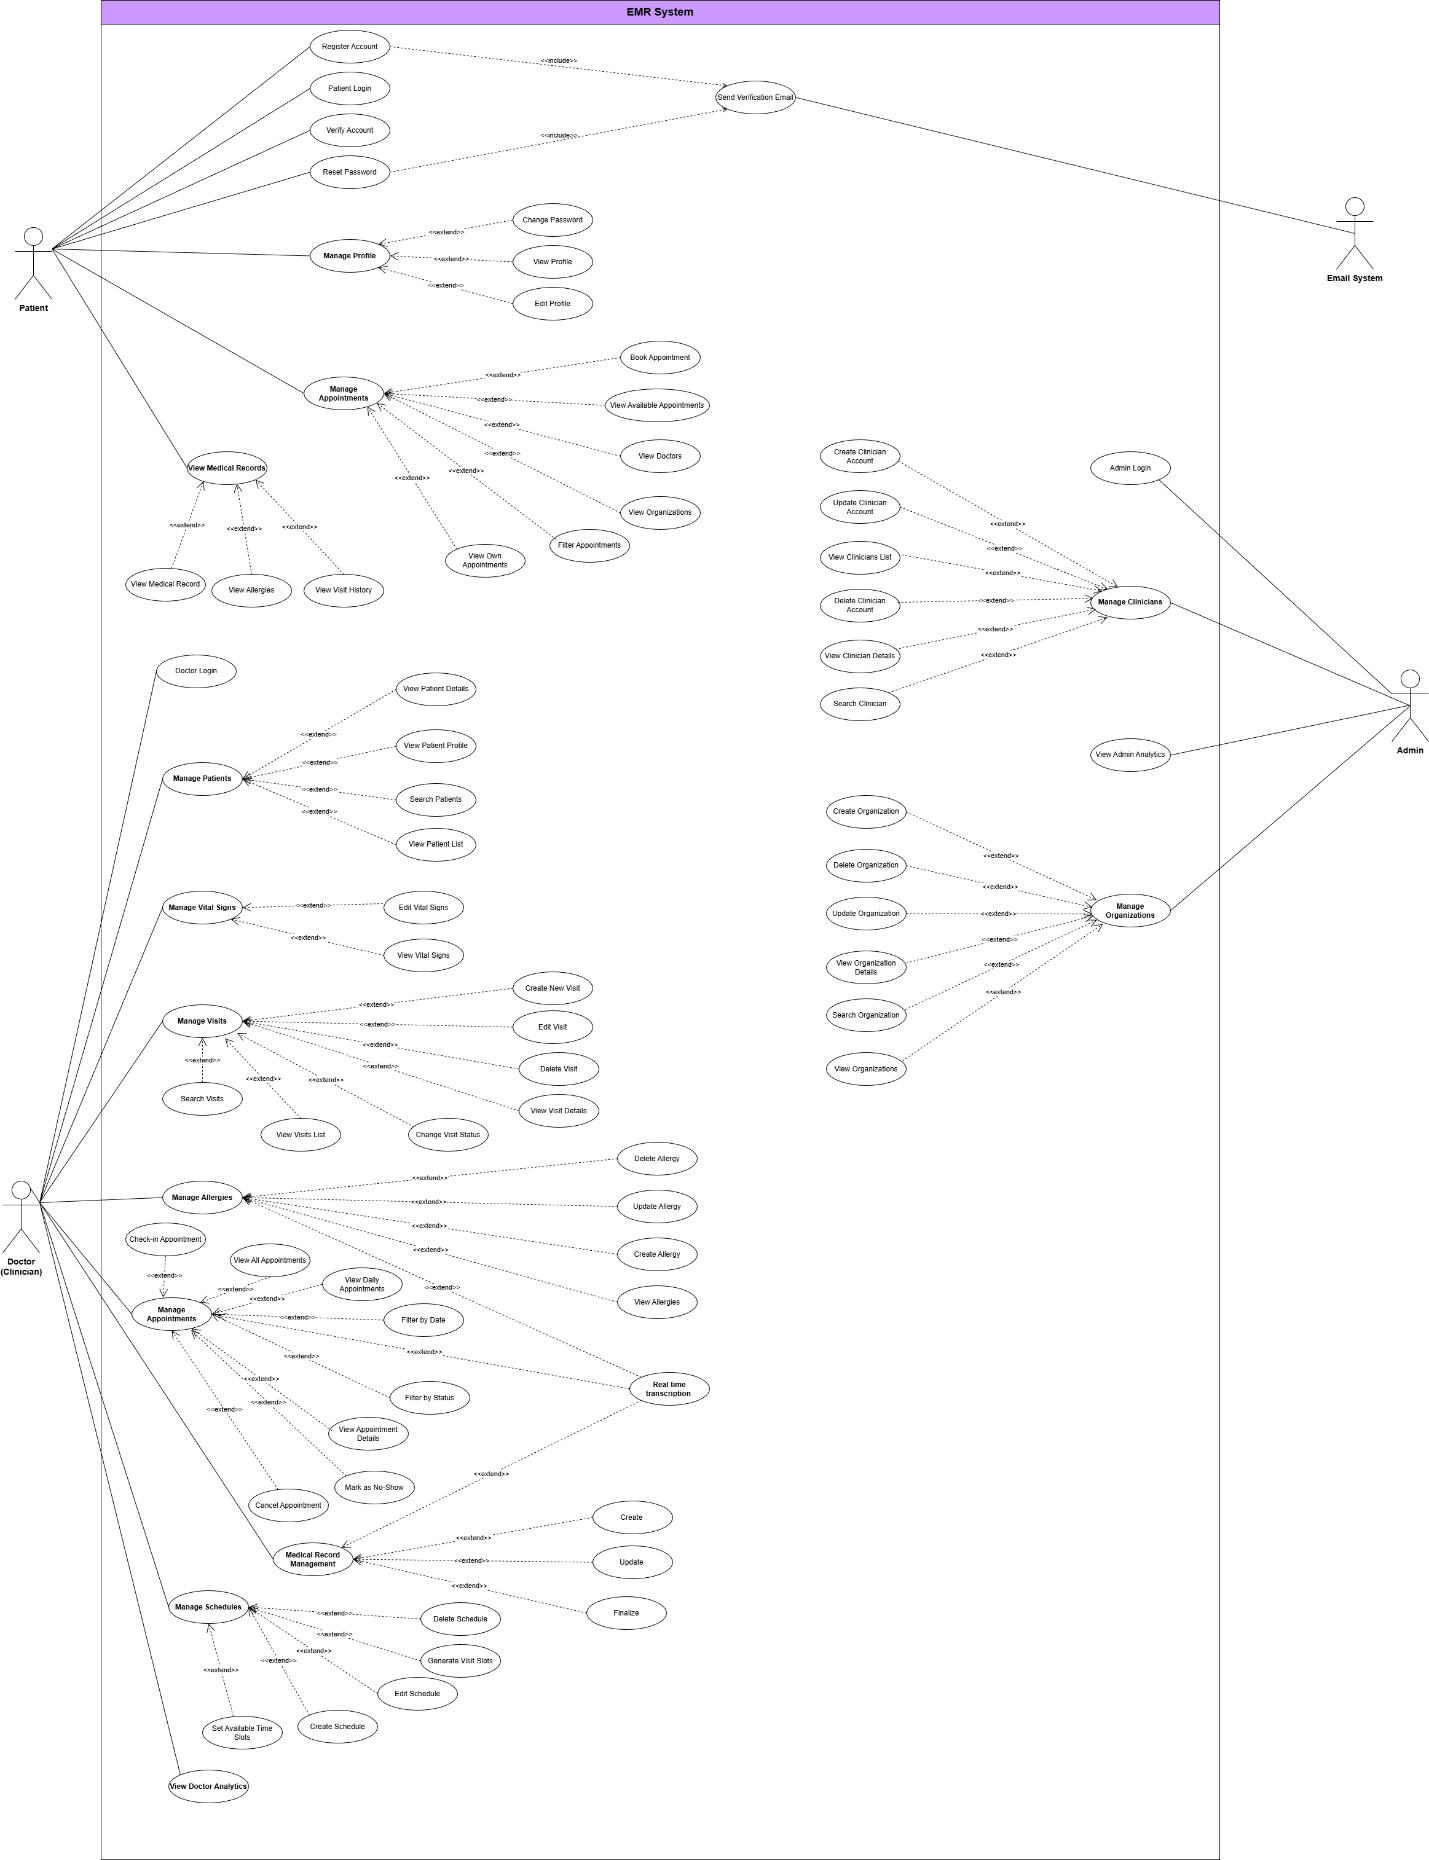 EMR System
Register Account
<<include>>
Patient Login
Send Verification Email
Verify Account
<<include>>
Reset Password
Change Password
<<extend>>
Manage Profile
<<extend>>
View Profile
<<extend>>
Edit Profile
Patient
Email System
Book Appointment
<<extend>>
Manage
Appointments
<<extend>>
View Available Appointments
<<extend>>
View Doctors
<<extend>>
<<extend>>
<<extend>>
View Organizations
Filter Appointments
View Own
Appointments
View Medical Records
<<extend>>
<<extend>>
<<extend>>
View Medical Record
View Allergies
View Visit History
Create Clinician
Account
Admin Login
Update Clinician
Account
<<extend>>
<<extend>>
View Clinicians List
<<extend>>
Delete Clinician
Account
<<extend>>
Manage Clinicians
<<extend>>
View Clinician Details
<<extend>>
Search Clinician
Admin
View Admin Analytics
Doctor Login
View Patient Details
<<extend>>
View Patient Profile
<<extend>>
Manage Patients
<<extend>>
Search Patients
<<extend>>
View Patient List
Create Organization
<<extend>>
Delete Organization
<<extend>>
Update Organization
<<extend>>
Manage
Organizations
<<extend>>
View Organization
Details
<<extend>>
<<extend>>
Search Organization
View Organizations
Manage Vital Signs
<<extend>>
Edit Vital Signs
<<extend>>
View Vital Signs
Create New Visit
<<extend>>
Manage Visits
<<extend>>
Edit Visit
<<extend>>
<<extend>>
<<extend>>
Delete Visit
<<extend>>
<<extend>>
Search Visits
View Visit Details
View Visits List
Change Visit Status
Delete Allergy
<<extend>>
Manage Allergies
<<extend>>
Update Allergy
<<extend>>
<<extend>>
Create Allergy
<<extend>>
View Allergies
Doctor
(Clinician)
Check-in Appointment
<<extend>>
View All Appointments
<<extend>>
View Daily
Appointments
<<extend>>
Manage
Appointments
<<extend>>
Filter by Date
<<extend>>
<<extend>>
<<extend>>
<<extend>>
<<extend>>
Real time
transcription
Filter by Status
View Appointment
Details
Mark as No-Show
Cancel Appointment
<<extend>>
Create
<<extend>>
Medical Record
Management
<<extend>>
Update
<<extend>>
Finalize
Manage Schedules
<<extend>>
Delete Schedule
<<extend>>
<<extend>>
<<extend>>
<<extend>>
Generate Visit Slots
Edit Schedule
Create Schedule
Set Available Time
Slots
View Doctor Analytics